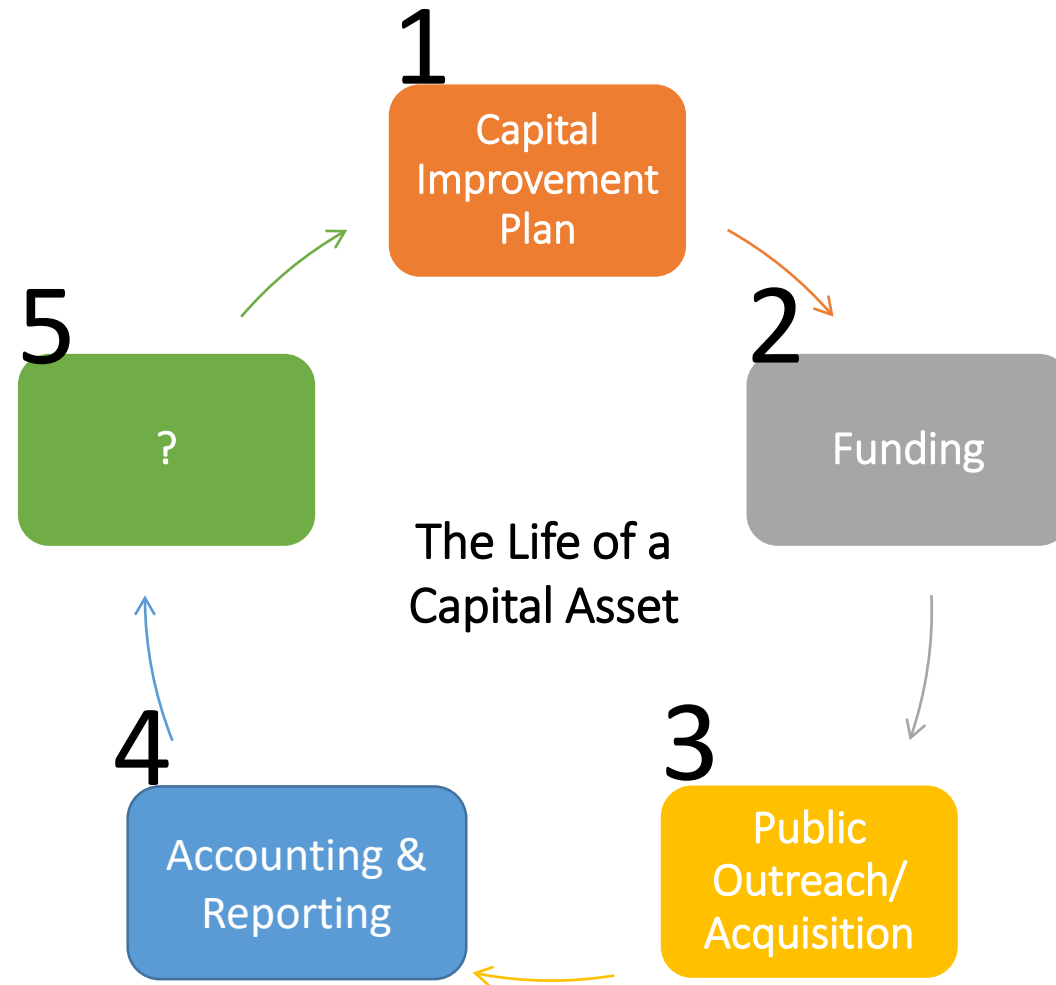 1
Capital
Improvement
Plan
2
Funding
3
Public
Outreach/
Acquisition
4
Accounting &
Reporting
5
?
The Life of a
Capital Asset